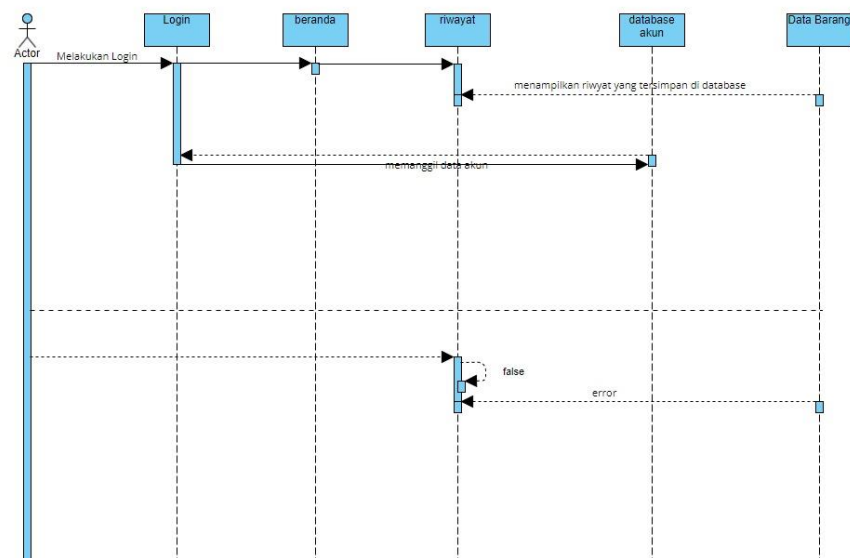 Login
beranda
riwayat
database
akun
Data Barang
Actor
Melakukan Login
menampilkan riwyat yang tersimpan di database
memanggil data akun
false
error